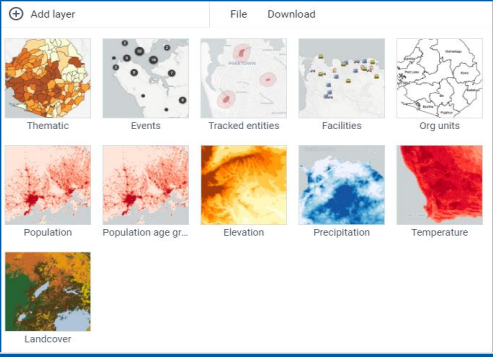 Add layer File Download
Thematic Events Tracked entities Facilities Org units
Population Population age gr... Elevation Precipitation Temperature
Landcover